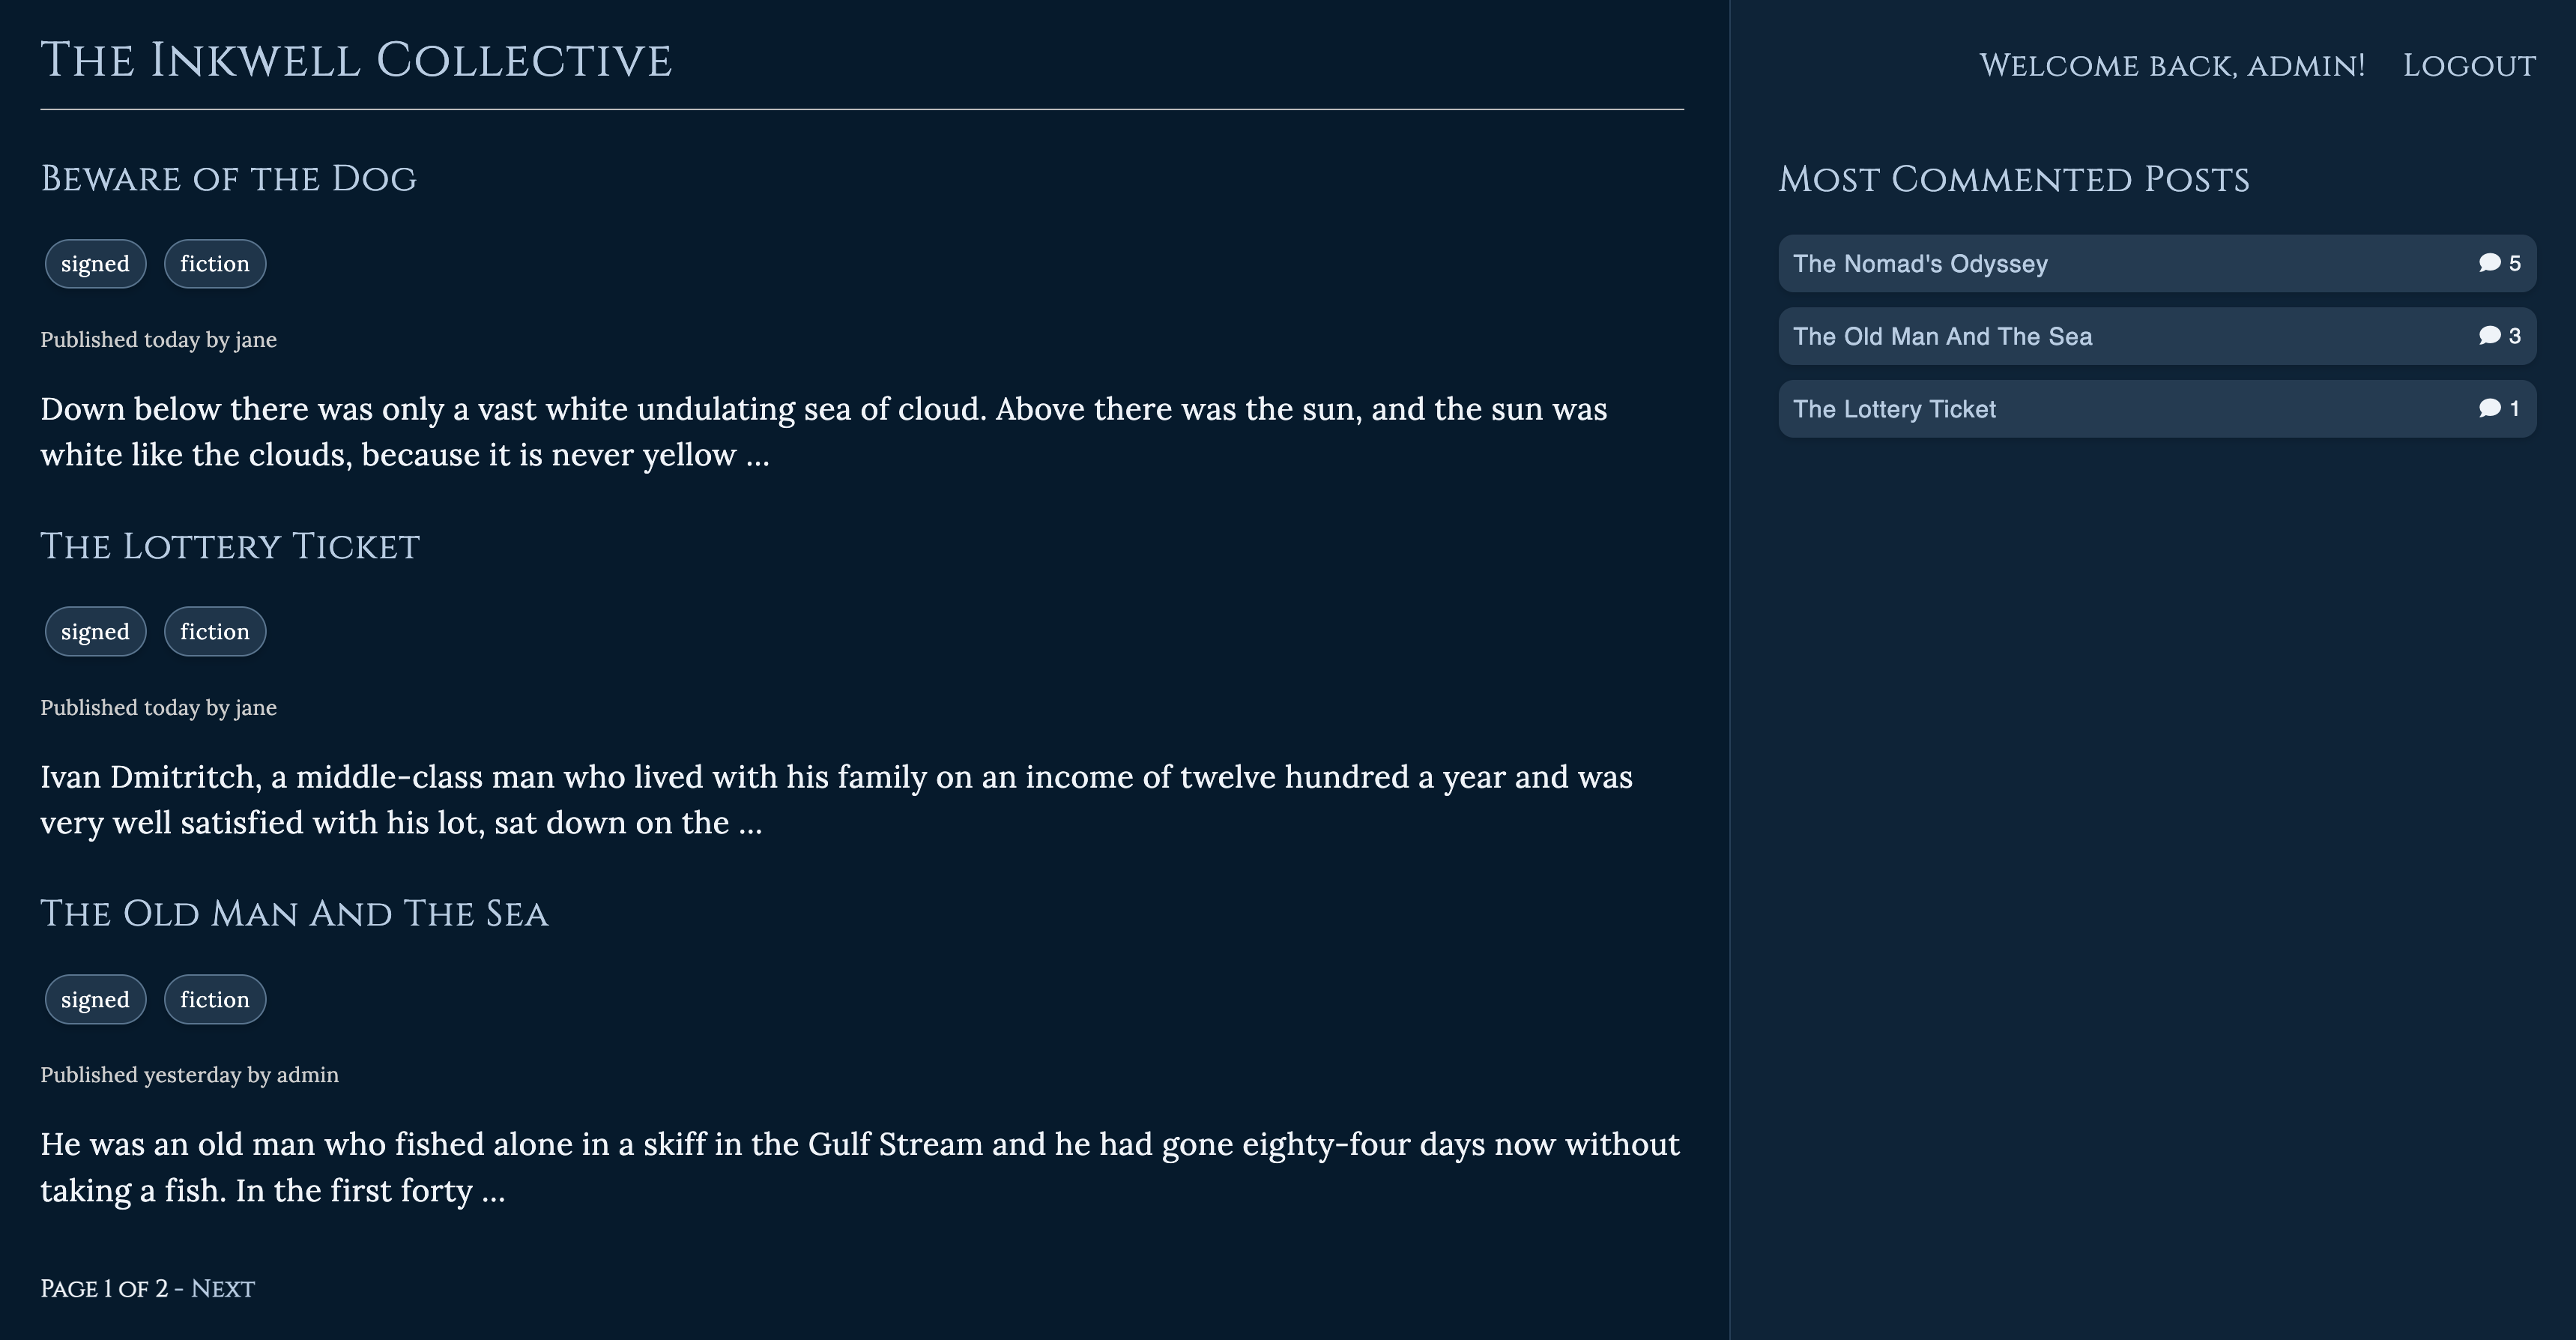 The Inkwell Collective
Beware of the Dog
signed fiction
Published today by jane
Down below there was only a vast white undulating sea of cloud. Above there was the sun, and the sun was
white like the clouds, because it is never yellow ...
The Lottery Ticket
signed fiction
Published today by jane
Ivan Dmitritch, a middle-class man who lived with his family on an income of twelve hundred a year and was
very well satisfied with his lot, sat down on the ...
The Old Man And The Sea
signed fiction
Published yesterday by admin
He was an old man who fished alone in a skiff in the Gulf Stream and he had gone eighty-four days now without
taking a fish. In the first forty ...
Page 1 of 2 - Next
Welcome back, admin! Logout
Most Commented Posts
The Nomad's Odyssey 5
The Old Man And The Sea 3
The Lottery Ticket 1